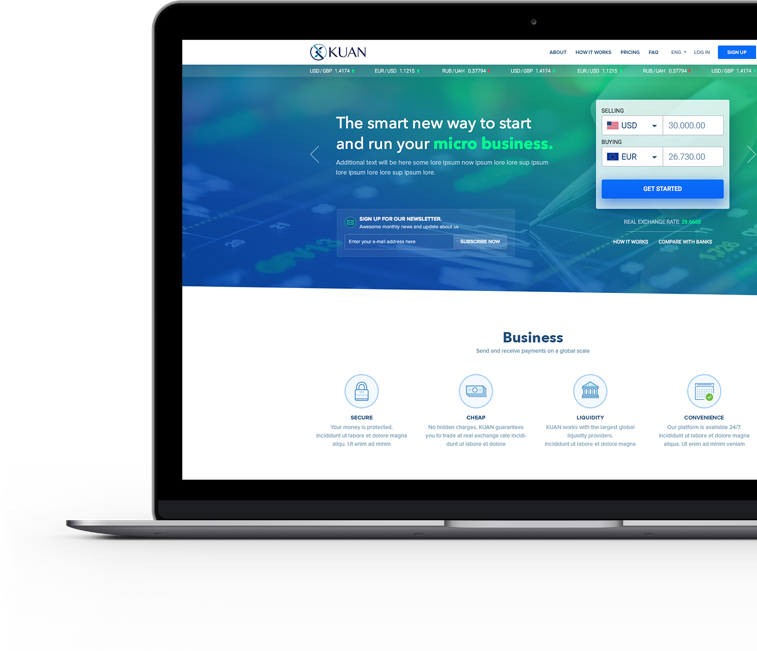 KUAN
ABOUT HOW IT WORKS PRICING FAQ ENG LOG IN SIGN UP
USD/GBP 1.4174 EUR/USD 1.1215 RUB/UAH 0.37794 USD/GBP 1.4174 EUR/USD 1.1215 RUB/UAH 0.37794 USD/GBP 1.4174
The smart new way to start
and run your micro business.
Additional text will be here some lore ipsum now ipsum lore lore sup ipsum
lore ipsum lore lore sup ipsum lore.
SIGN UP FOR OUR NEWSLETTER.
Awesome monthly news and update about us
Enter your e-mail address here SUBSCRIBE NOW
SELLING
USD 30.000.00
BUYING
EUR 26.730.00
GET STARTED
REAL EXCHANGE RATE: 29.6668
HOW IT WORKS COMPARE WITH BANKS
Business
Send and receive payments on a global scale
SECURE
Your money is protected.
incididunt ut labore et dolore magna
aliqu. Ut enim ad minim
CHEAP
No hidden charges, KUAN guarantees
you to trade at real exchange rate incidi-
dunt ut labore et dolore
LIQUIDITY
KUAN works with the largest global
liquidity providers.
incididunt ut labore et dolore magna
CONVENIENCE
Our platform is available 24/7
incididunt ut labore et dolore magna
aliqua. Ut enim ad minim veniam